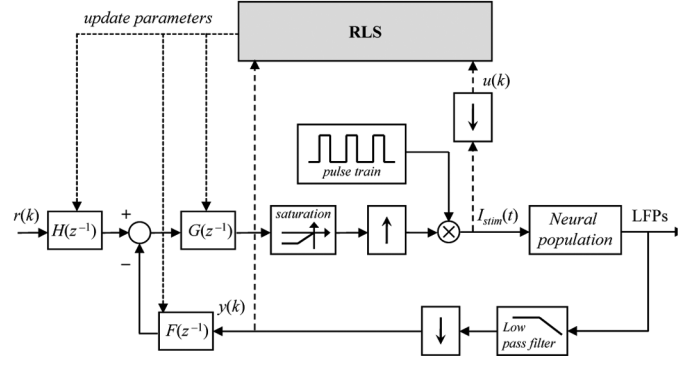 update parameters
RLS
u(k)
pulse train
r(k)
H(z⁻¹)
+
−
G(z⁻¹)
saturation
I_stim(t)
Neural
population
LFPs
y(k)
F(z⁻¹)
Low
pass filter